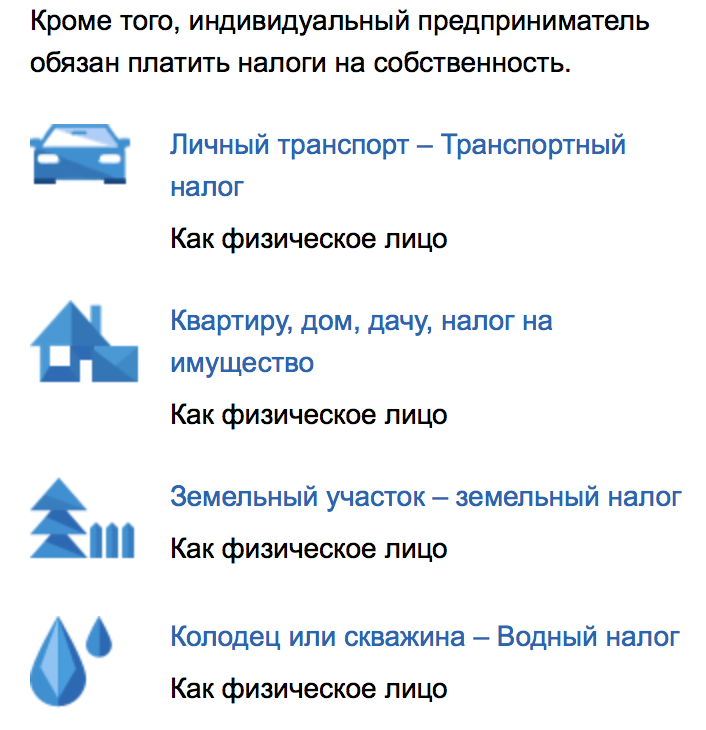 Кроме того, индивидуальный предприниматель
обязан платить налоги на собственность.
Личный транспорт – Транспортный
налог
Как физическое лицо
Квартиру, дом, дачу, налог на
имущество
Как физическое лицо
Земельный участок – земельный налог
Как физическое лицо
Колодец или скважина – Водный налог
Как физическое лицо